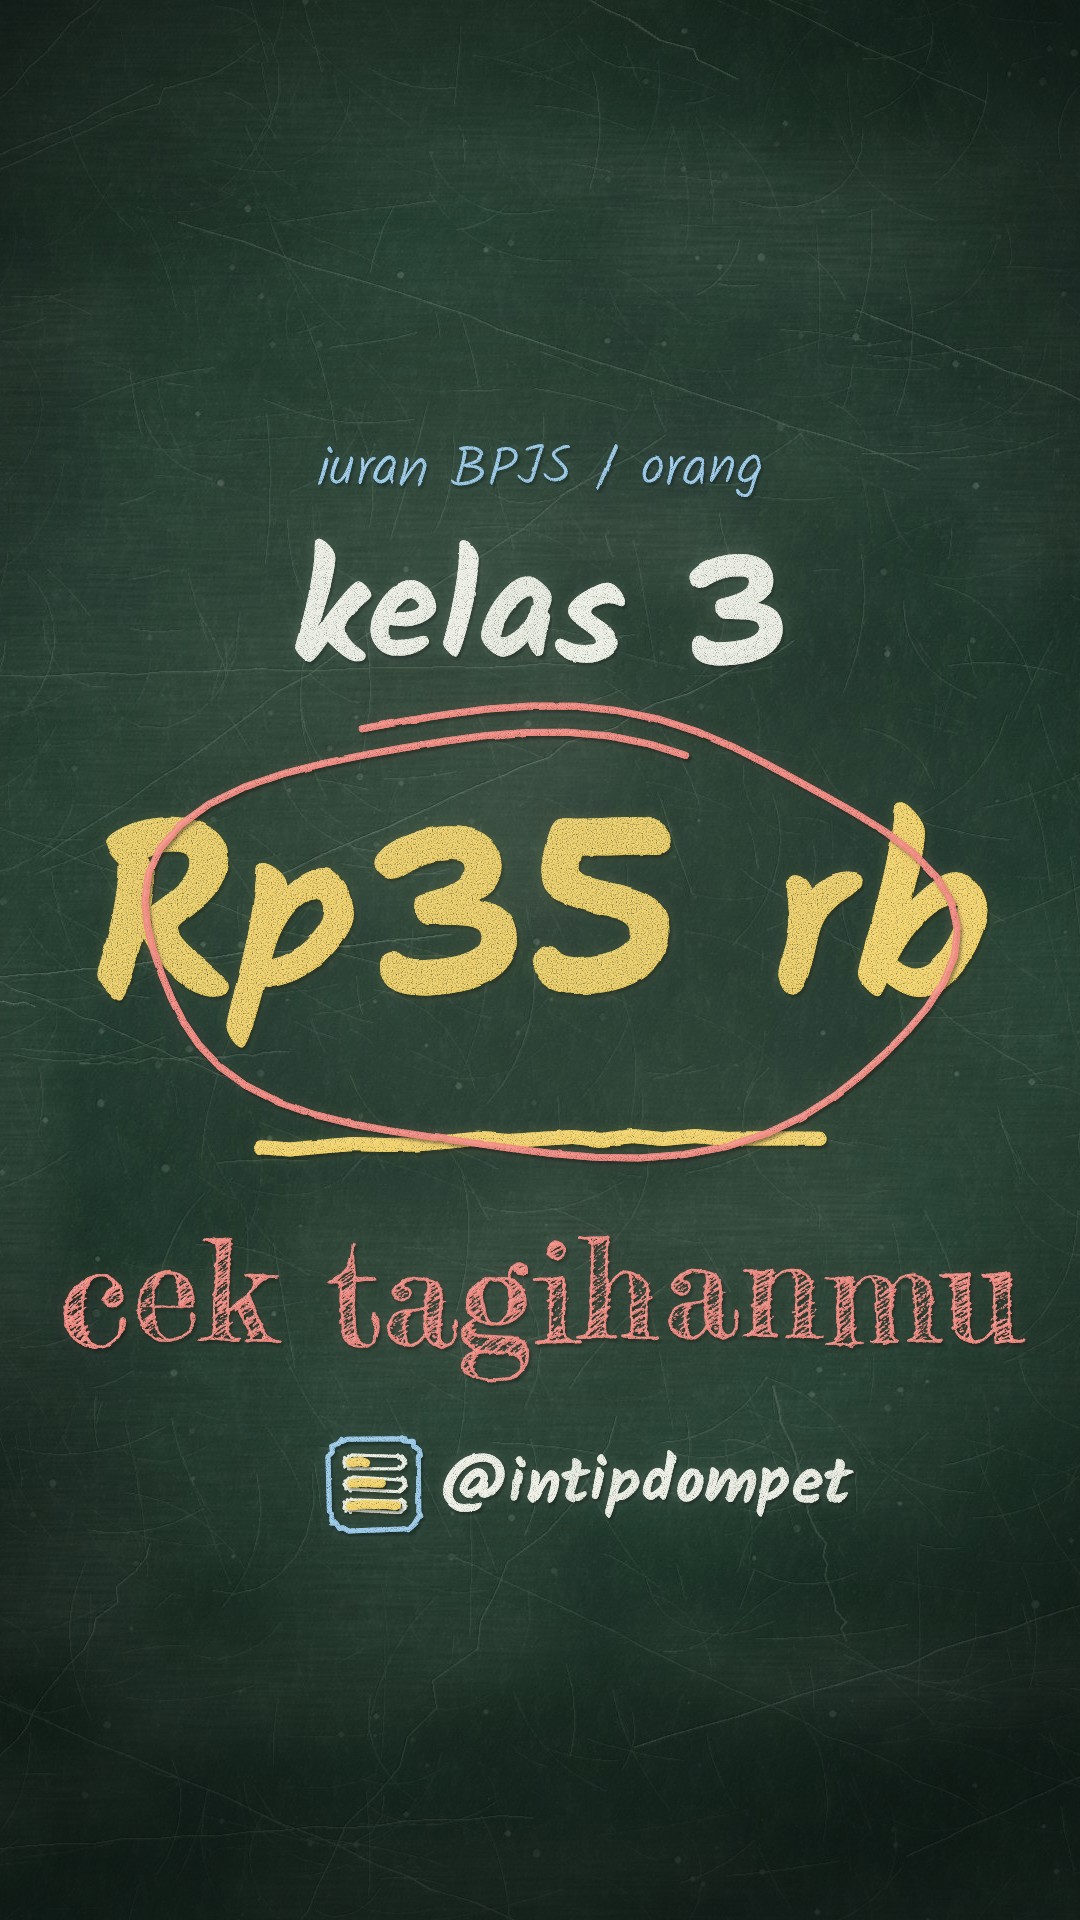 iuran BPJS / orang
kelas 3
Rp35 rb
cek tagihanmu
@intipdompet